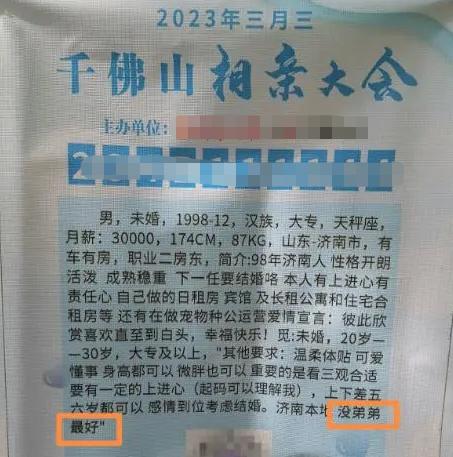 2023年三月三
千佛山相亲大会
主办单位：
男，未婚，1998-12，汉族，大专，天秤座，
月薪：30000，174CM，87KG，山东-济南市，有
车有房，职业二房东，简介:98年济南人 性格开朗
活泼 成熟稳重 下一任要结婚咯 本人有上进心有
责任心 自己做的日租房 宾馆 及长租公寓和住宅合
租房等 还有在做宠物种公运营爱情宣言：彼此欣
赏喜欢直至到白头，幸福快乐！觅:未婚，20岁—
—30岁，大专及以上，"其他要求：温柔体贴 可爱
懂事 身高都可以 微胖也可以 重要的是看三观合适
要有一定的上进心（起码可以理解我），上下差五
六岁都可以 感情到位考虑结婚。济南本地 没弟弟
最好"